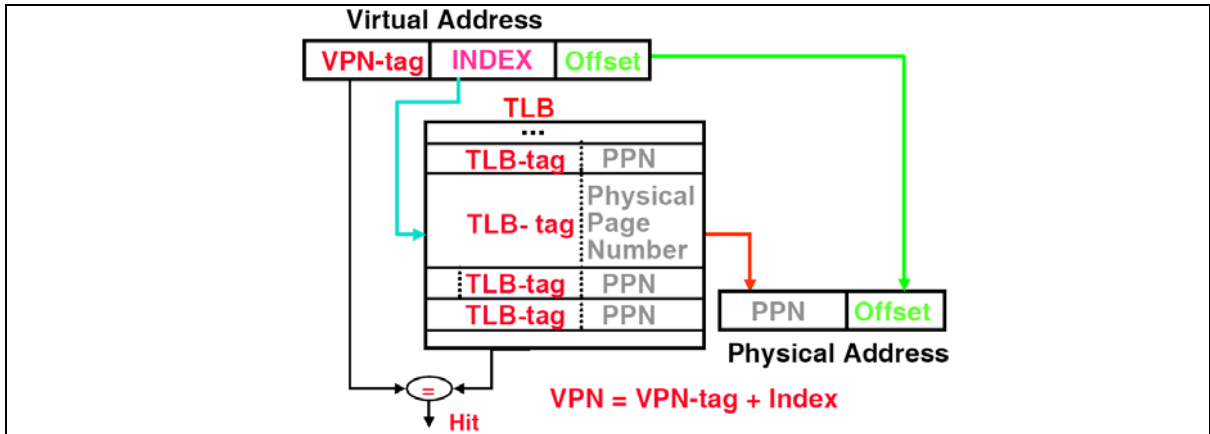 Virtual Address
VPN-tag INDEX Offset
TLB
...
TLB-tag PPN
TLB- tag Physical
Page
Number
TLB-tag PPN
TLB-tag PPN
PPN Offset
Physical Address
=
Hit
VPN = VPN-tag + Index